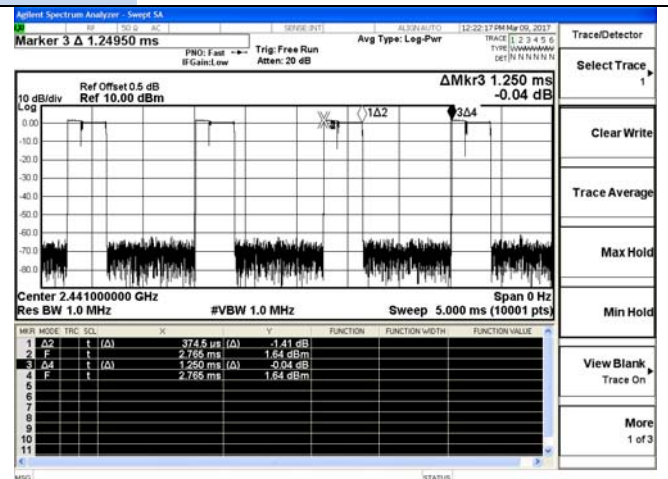 Agilent Spectrum Analyzer - Swept SA
RF 50 Ω AC SENSE:INT ALIGN AUTO 12:22:17 PM Mar 09, 2017
Marker 3 Δ 1.24950 ms
PNO: Fast
IFGain:Low
Trig: Free Run
Atten: 20 dB
Avg Type: Log-Pwr
TRACE 1 2 3 4 5 6
TYPE WWWWWW
DET N N N N N N
Trace/Detector
Select Trace
1
Ref Offset 0.5 dB
10 dB/div Ref 10.00 dBm
Log
ΔMkr3 1.250 ms
-0.04 dB
1Δ2
3Δ4
0.00
-10.0
-20.0
-30.0
-40.0
-50.0
-60.0
-70.0
-80.0
Clear Write
Trace Average
Max Hold
Center 2.441000000 GHz Span 0 Hz
Res BW 1.0 MHz #VBW 1.0 MHz Sweep 5.000 ms (10001 pts)
Min Hold
MKR MODE TRC SCL X Y FUNCTION FUNCTION WIDTH FUNCTION VALUE
1 Δ2 t (Δ) 374.5 µs (Δ) -1.41 dB
2 F t 2.765 ms 1.64 dBm
3 Δ4 t (Δ) 1.250 ms (Δ) -0.04 dB
4 F t 2.765 ms 1.64 dBm
5
6
7
8
9
10
11
View Blank
Trace On
More
1 of 3
MSG STATUS